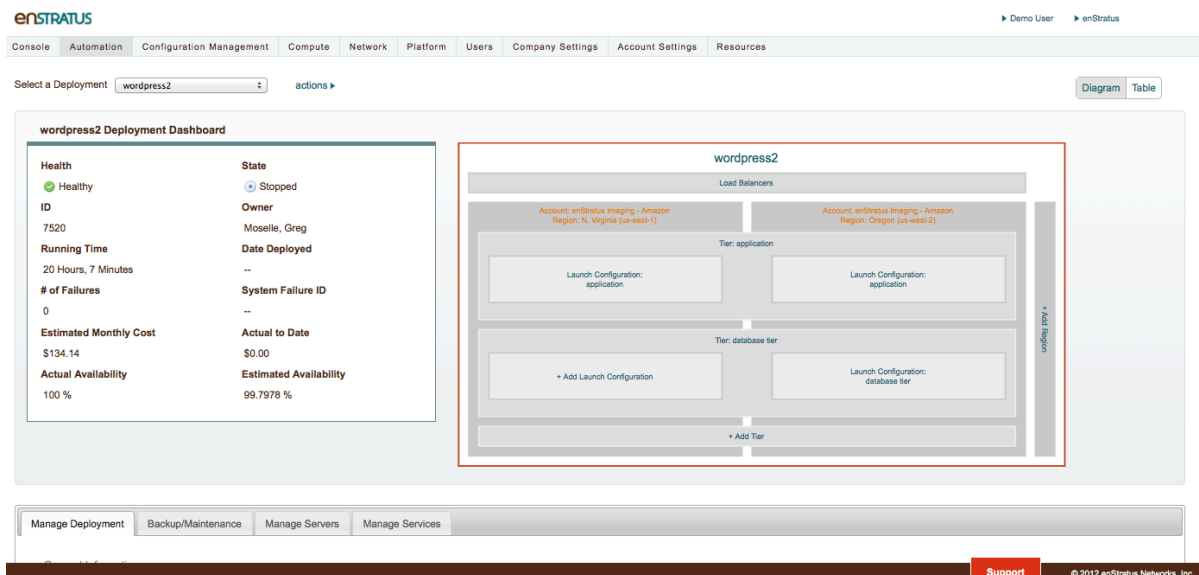 enSTRATUS
Demo User
enStratus
Console Automation Configuration Management Compute Network Platform Users Company Settings Account Settings Resources
Select a Deployment wordpress2 actions
Diagram Table
wordpress2 Deployment Dashboard
Health State
Healthy Stopped
ID Owner
7520 Moselle, Greg
Running Time Date Deployed
20 Hours, 7 Minutes --
# of Failures System Failure ID
0 --
Estimated Monthly Cost Actual to Date
$134.14 $0.00
Actual Availability Estimated Availability
100 % 99.7978 %
wordpress2
Load Balancers
Account: enStratus Imaging - Amazon
Region: N. Virginia (us-east-1)
Account: enStratus Imaging - Amazon
Region: Oregon (us-west-2)
Tier: application
Launch Configuration:
application
Launch Configuration:
application
Tier: database tier
+ Add Launch Configuration
Launch Configuration:
database tier
+ Add Tier
+ Add Region
Manage Deployment Backup/Maintenance Manage Servers Manage Services
Support
© 2012 enStratus Networks, Inc